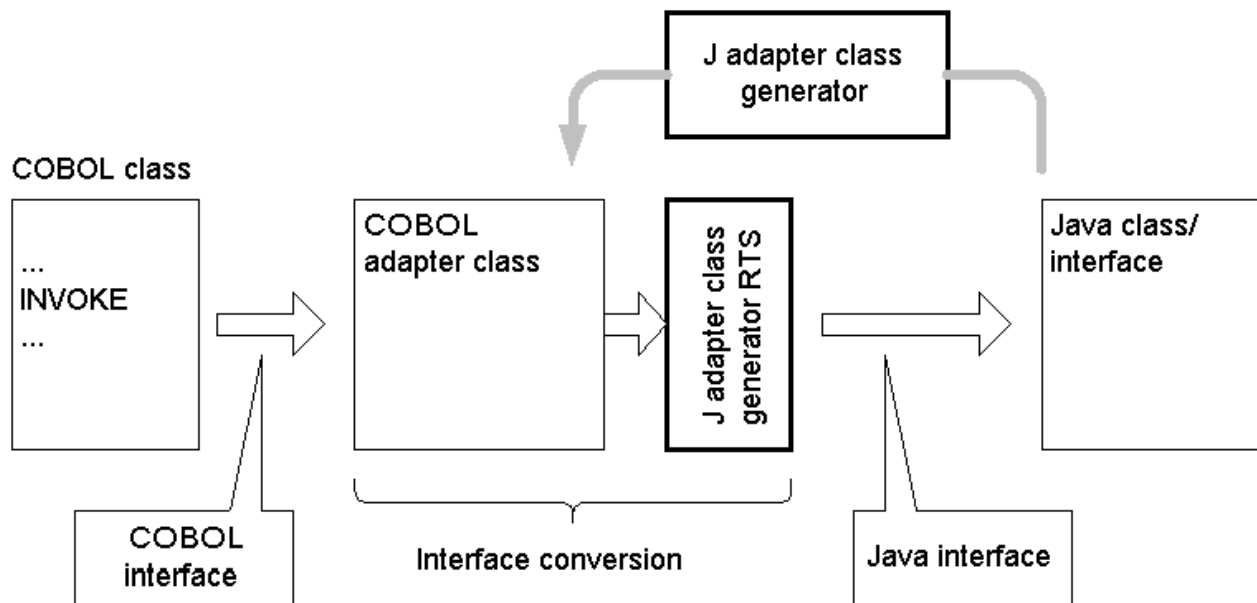 J adapter class
generator
COBOL class
...
INVOKE
...
COBOL
adapter class
J adapter class
generator RTS
Java class/
interface
COBOL
interface
Interface conversion
Java interface